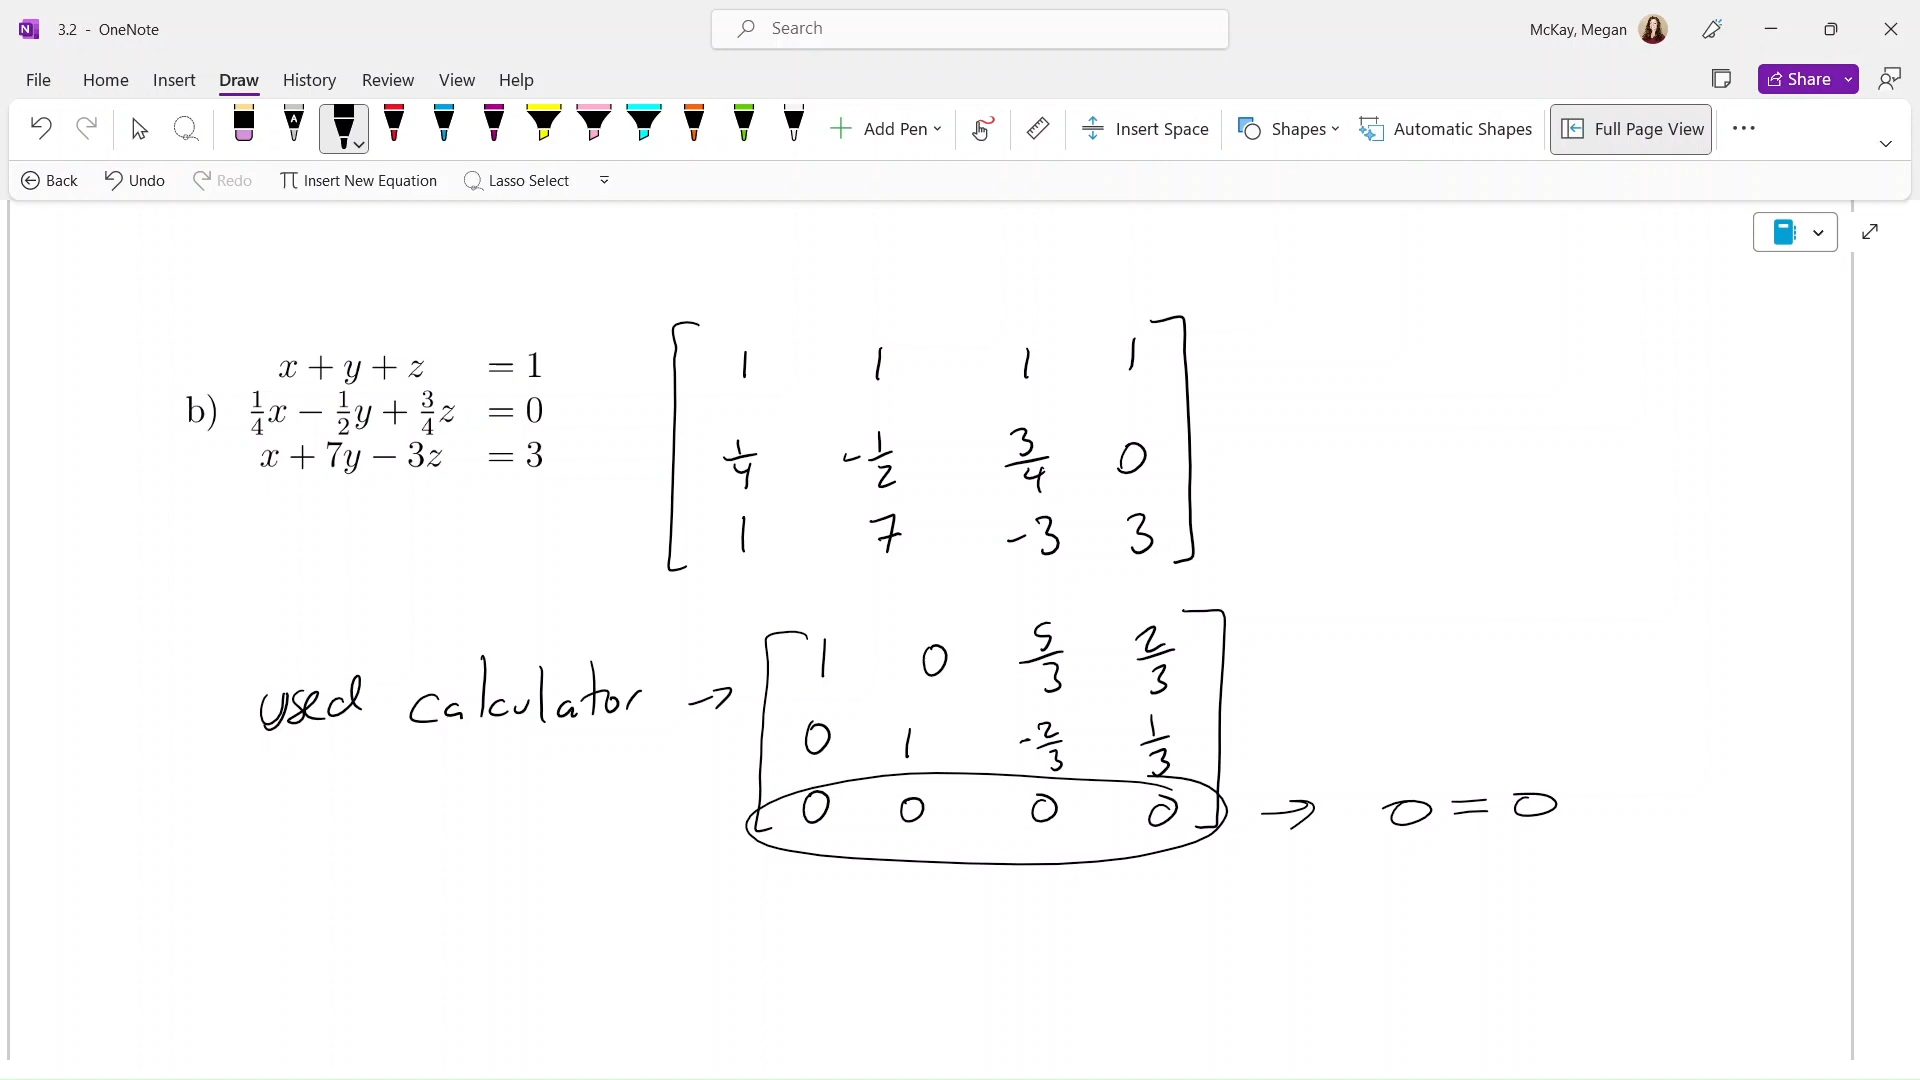 3.2 - OneNote
Search
McKay, Megan
File Home Insert Draw History Review View Help
Share
A
Add Pen
Insert Space
Shapes
Automatic Shapes
Full Page View
Back Undo Redo π Insert New Equation Lasso Select
b)
x + y + z = 1
1/4 x − 1/2 y + 3/4 z = 0
x + 7y − 3z = 3
1 1 1 1
1/4 -1/2 3/4 0
1 7 -3 3
used calculator →
1 0 5/3 2/3
0 1 -2/3 1/3
0 0 0 0 → 0 = 0